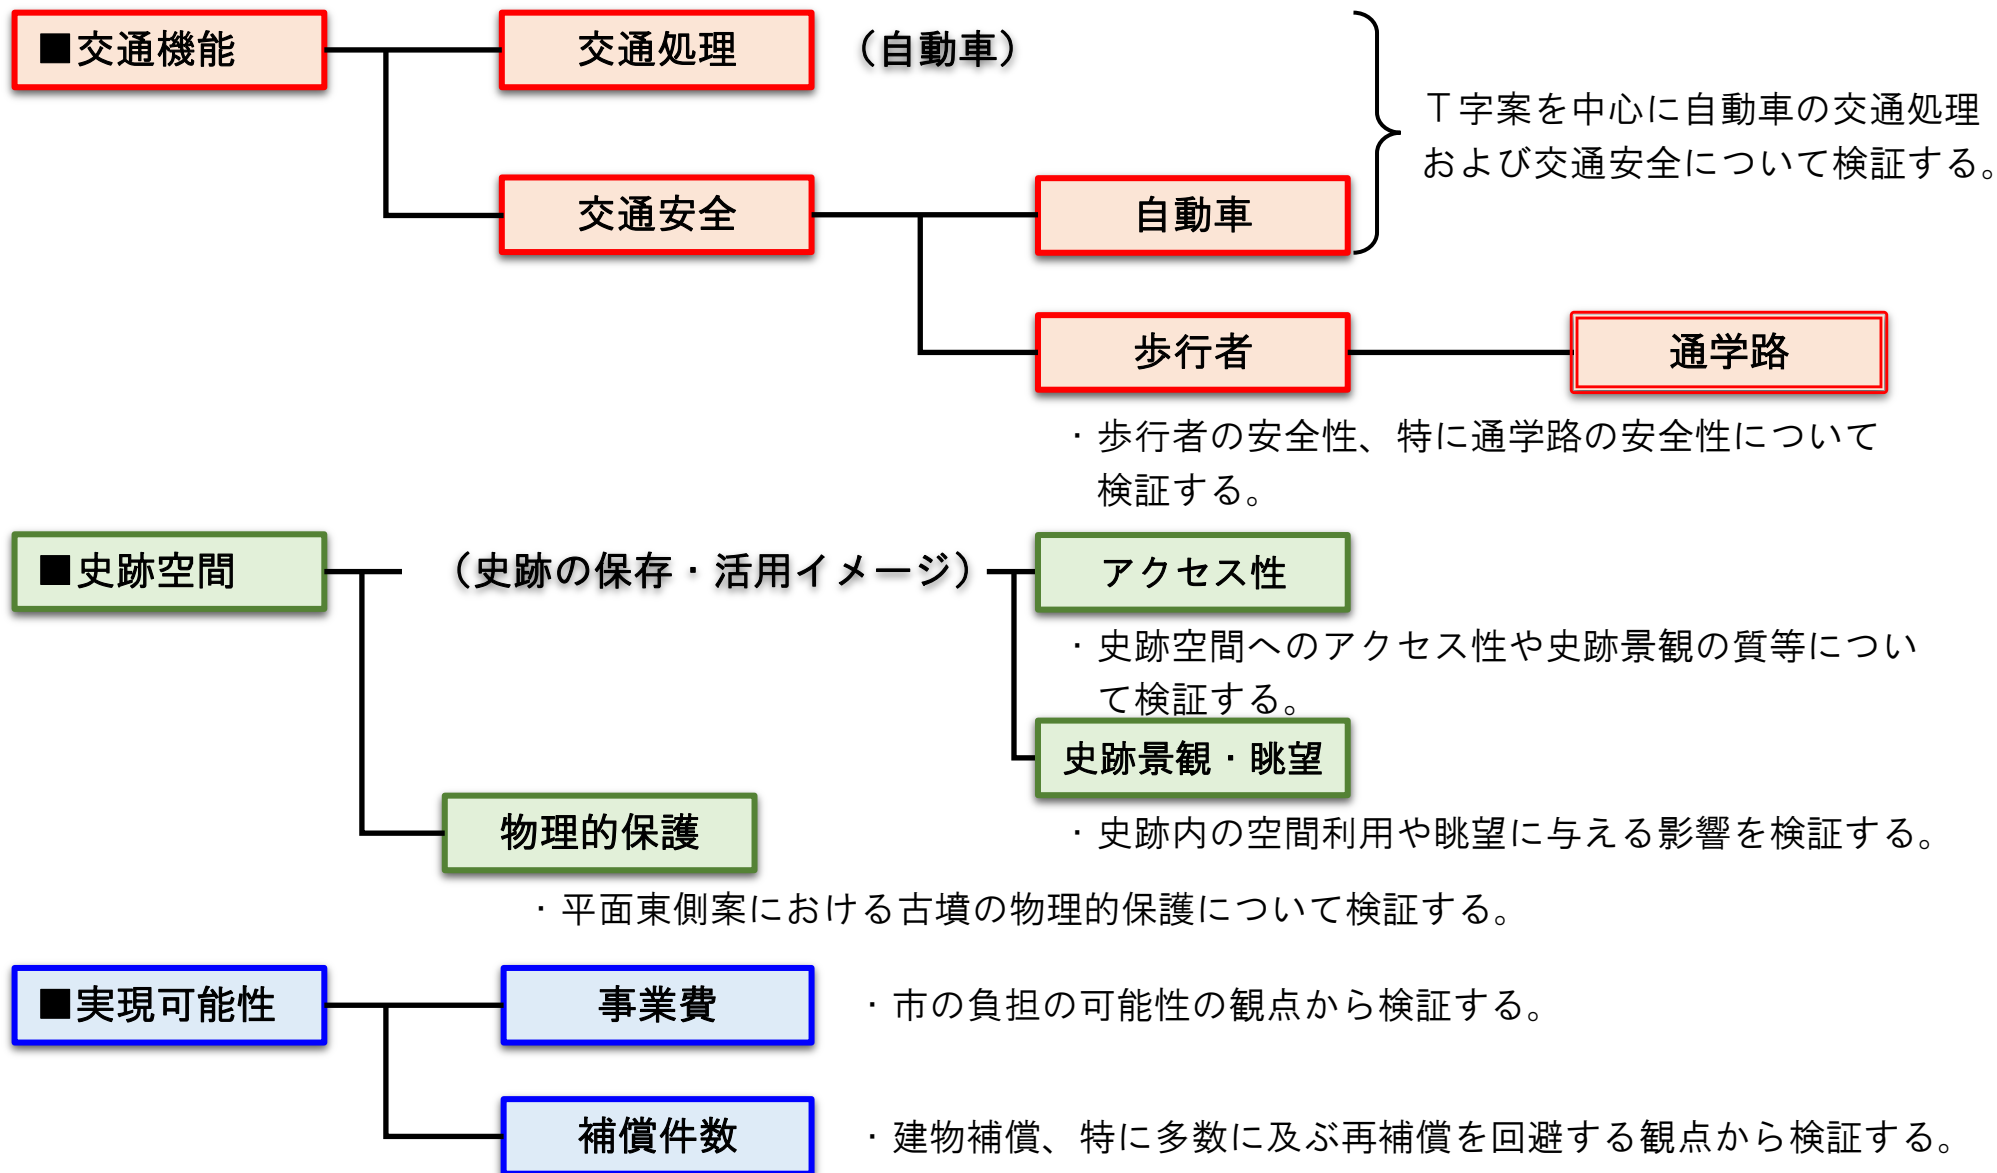 ■交通機能
交通処理
（自動車）
T字案を中心に自動車の交通処理
および交通安全について検証する。
交通安全
自動車
歩行者
通学路
・歩行者の安全性、特に通学路の安全性について
検証する。
■史跡空間
（史跡の保存・活用イメージ）
アクセス性
・史跡空間へのアクセス性や史跡景観の質等につい
て検証する。
史跡景観・眺望
・史跡内の空間利用や眺望に与える影響を検証する。
物理的保護
・平面東側案における古墳の物理的保護について検証する。
■実現可能性
事業費
・市の負担の可能性の観点から検証する。
補償件数
・建物補償、特に多数に及ぶ再補償を回避する観点から検証する。